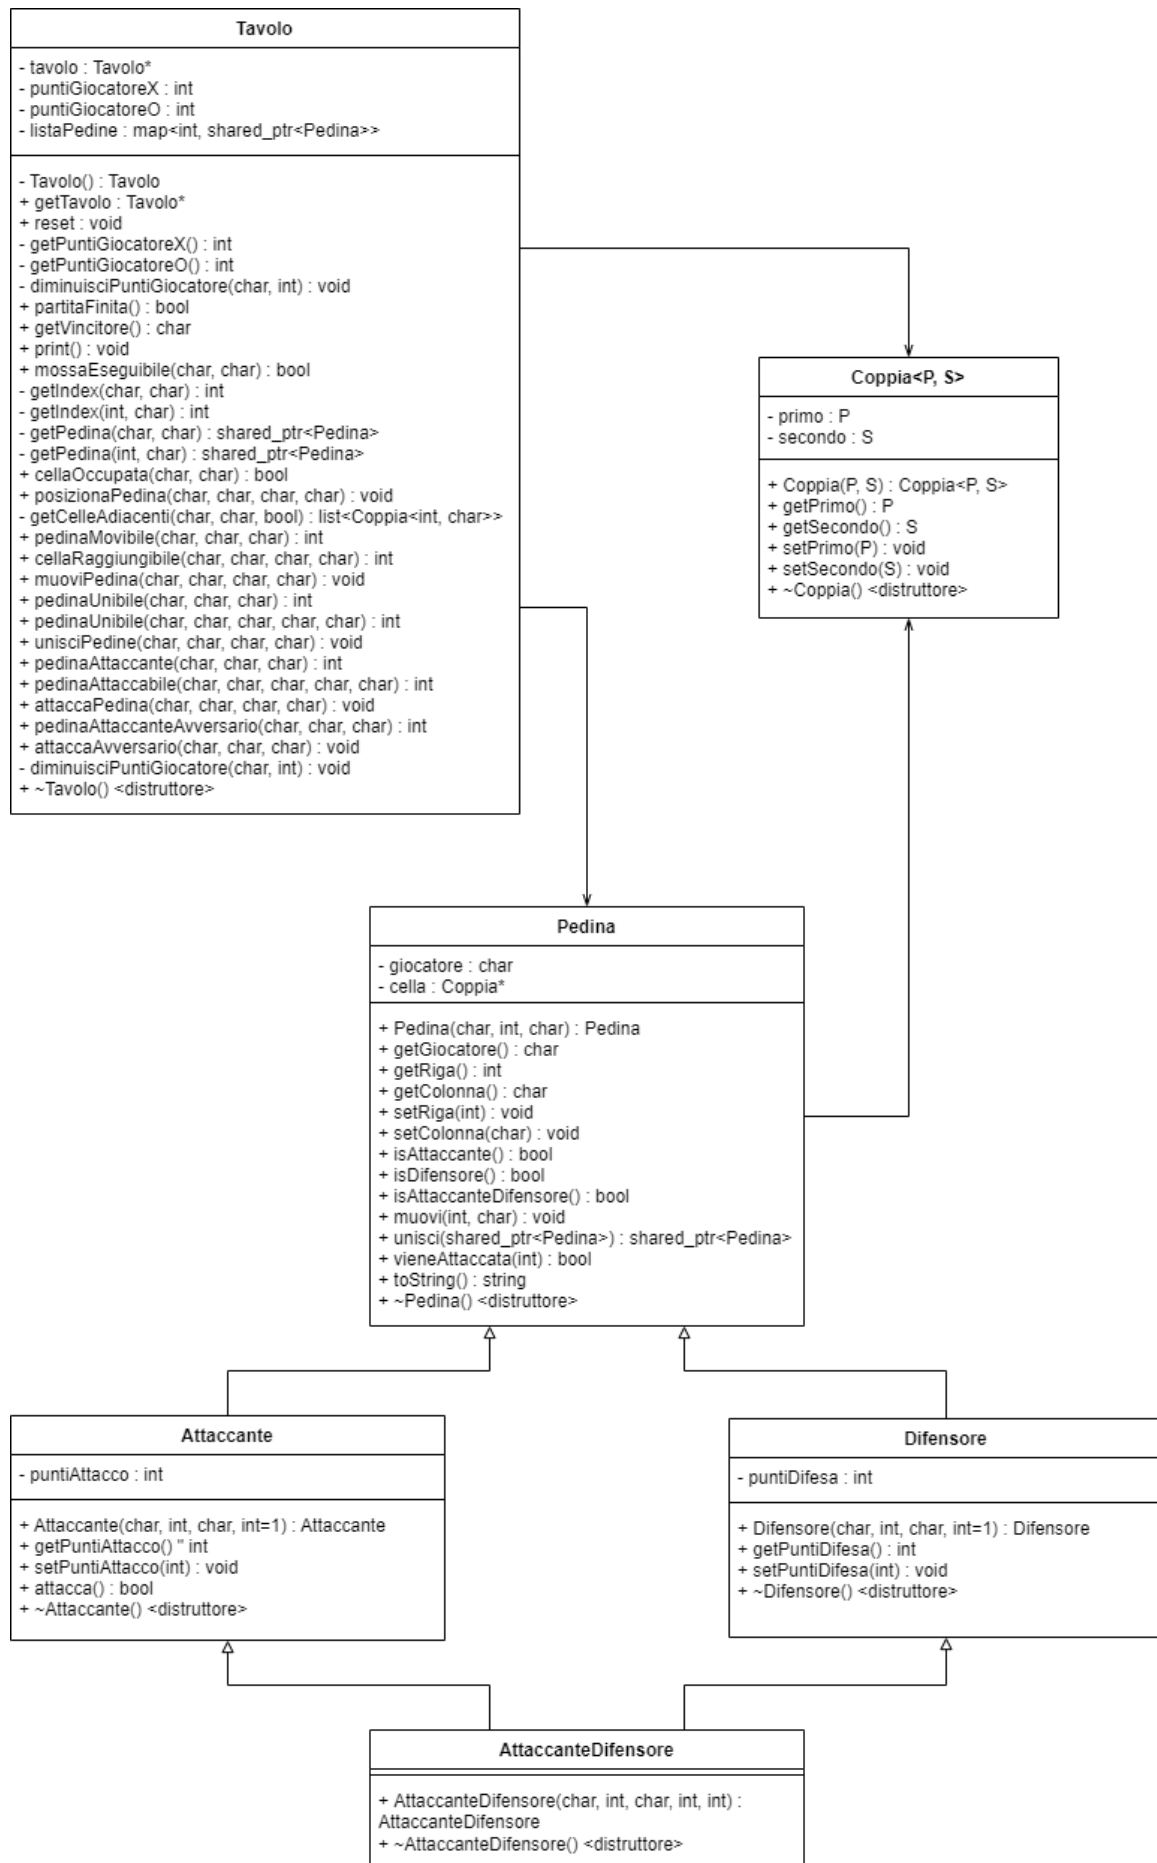 Tavolo
- tavolo : Tavolo*
- puntiGiocatoreX : int
- puntiGiocatoreO : int
- listaPedine : map<int, shared_ptr<Pedina>>
- Tavolo() : Tavolo
+ getTavolo : Tavolo*
+ reset : void
- getPuntiGiocatoreX() : int
- getPuntiGiocatoreO() : int
- diminuisciPuntiGiocatore(char, int) : void
+ partitaFinita() : bool
+ getVincitore() : char
+ print() : void
+ mossaEseguibile(char, char) : bool
- getIndex(char, char) : int
- getIndex(int, char) : int
- getPedina(char, char) : shared_ptr<Pedina>
- getPedina(int, char) : shared_ptr<Pedina>
+ cellaOccupata(char, char) : bool
+ posizionaPedina(char, char, char, char) : void
- getCelleAdiacenti(char, char, bool) : list<Coppia<int, char>>
+ pedinaMovibile(char, char, char) : int
+ cellaRaggiungibile(char, char, char, char) : int
+ muoviPedina(char, char, char, char) : void
+ pedinaUnibile(char, char, char) : int
+ pedinaUnibile(char, char, char, char, char) : int
+ unisciPedine(char, char, char, char) : void
+ pedinaAttaccante(char, char, char) : int
+ pedinaAttaccabile(char, char, char, char, char) : int
+ attaccaPedina(char, char, char, char) : void
+ pedinaAttaccanteAvversario(char, char, char) : int
+ attaccaAvversario(char, char, char) : void
- diminuisciPuntiGiocatore(char, int) : void
+ ~Tavolo() <distruttore>
Coppia<P, S>
- primo : P
- secondo : S
+ Coppia(P, S) : Coppia<P, S>
+ getPrimo() : P
+ getSecondo() : S
+ setPrimo(P) : void
+ setSecondo(S) : void
+ ~Coppia() <distruttore>
Pedina
- giocatore : char
- cella : Coppia*
+ Pedina(char, int, char) : Pedina
+ getGiocatore() : char
+ getRiga() : int
+ getColonna() : char
+ setRiga(int) : void
+ setColonna(char) : void
+ isAttaccante() : bool
+ isDifensore() : bool
+ isAttaccanteDifensore() : bool
+ muovi(int, char) : void
+ unisci(shared_ptr<Pedina>) : shared_ptr<Pedina>
+ vieneAttaccata(int) : bool
+ toString() : string
+ ~Pedina() <distruttore>
Attaccante
- puntiAttacco : int
+ Attaccante(char, int, char, int=1) : Attaccante
+ getPuntiAttacco() " int
+ setPuntiAttacco(int) : void
+ attacca() : bool
+ ~Attaccante() <distruttore>
Difensore
- puntiDifesa : int
+ Difensore(char, int, char, int=1) : Difensore
+ getPuntiDifesa() : int
+ setPuntiDifesa(int) : void
+ ~Difensore() <distruttore>
AttaccanteDifensore
+ AttaccanteDifensore(char, int, char, int, int) :
AttaccanteDifensore
+ ~AttaccanteDifensore() <distruttore>